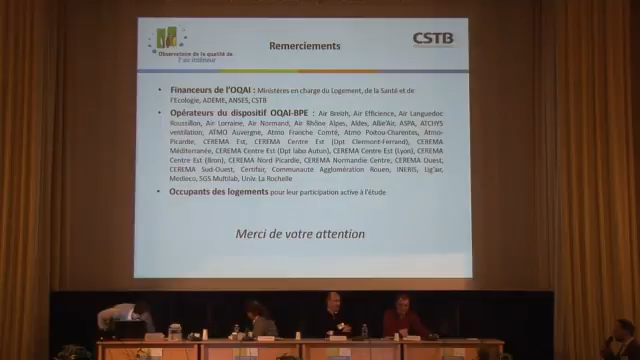 Observatoire de la qualité de
l'air intérieur
Remerciements
CSTB
• Financeurs de l'OQAI : Ministères en charge du Logement, de la Santé et de
l'Ecologie, ADEME, ANSES, CSTB
• Opérateurs du dispositif OQAI-BPE : Air Breizh, Air Efficience, Air Languedoc
Roussillon, Air Lorraine, Air Normand, Air Rhône Alpes, Aldes, Allie'Air, ASPA, ATCHYS
ventilation, ATMO Auvergne, Atmo Franche Comté, Atmo Poitou-Charentes, Atmo-
Picardie, CEREMA Est, CEREMA Centre Est (Dpt Clermont-Ferrand), CEREMA
Méditerranée, CEREMA Centre Est (Dpt labo Autun), CEREMA Centre Est (Lyon), CEREMA
Centre Est (Bron), CEREMA Nord Picardie, CEREMA Normandie Centre, CEREMA Ouest,
CEREMA Sud-Ouest, Certifair, Communauté Agglomération Rouen, INERIS, Lig'air,
Medieco, SGS Multilab, Univ. La Rochelle
• Occupants des logements pour leur participation active à l'étude
Merci de votre attention